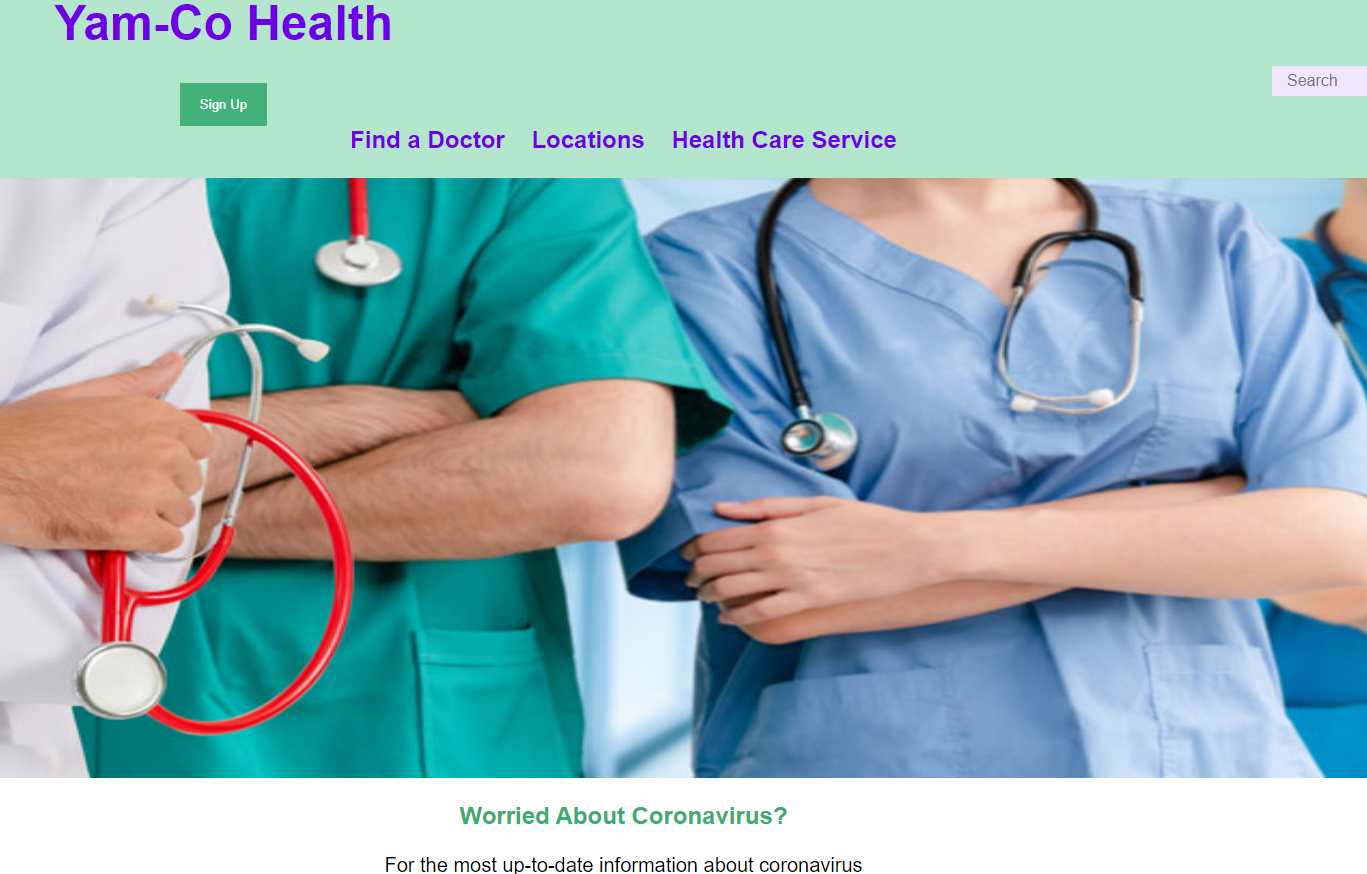 Yam-Co Health
Search
Sign Up
Find a Doctor Locations Health Care Service
Worried About Coronavirus?
For the most up-to-date information about coronavirus